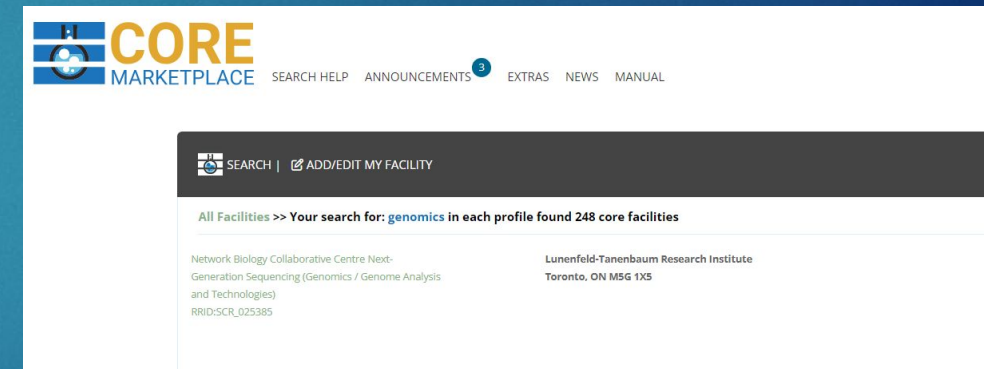 CORE
MARKETPLACE
SEARCH HELP ANNOUNCEMENTS 3 EXTRAS NEWS MANUAL
SEARCH | ADD/EDIT MY FACILITY
All Facilities >> Your search for: genomics in each profile found 248 core facilities
Network Biology Collaborative Centre Next-
Generation Sequencing (Genomics / Genome Analysis
and Technologies)
RRID:SCR_025385
Lunenfeld-Tanenbaum Research Institute
Toronto, ON M5G 1X5